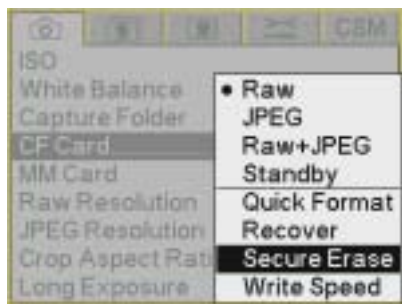 CSM
ISO
White Balance
Capture Folder
CF Card
MM Card
Raw Resolution
JPEG Resolution
Crop Aspect Rati
Long Exposure
Raw
JPEG
Raw+JPEG
Standby
Quick Format
Recover
Secure Erase
Write Speed